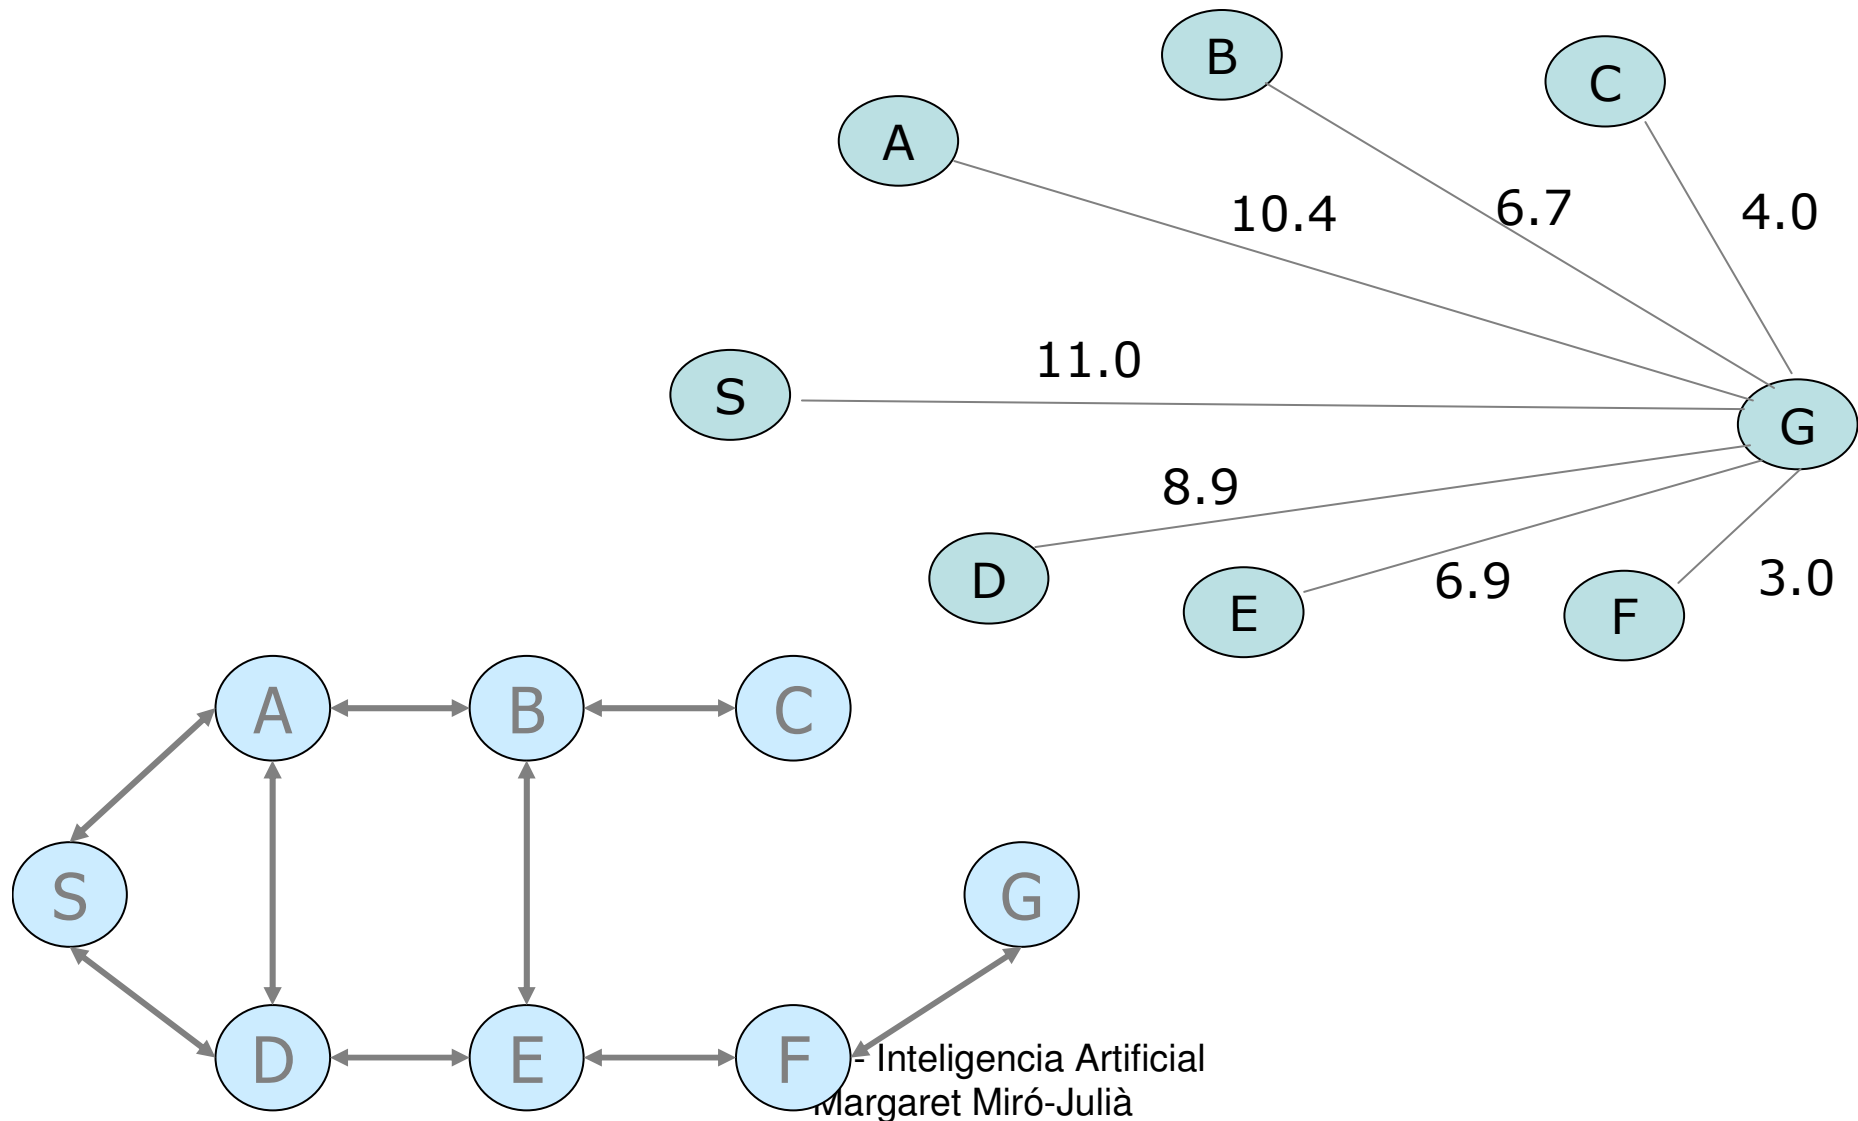 B
C
A
10.4
6.7
4.0
11.0
S
G
8.9
D
E
6.9
F
3.0
A
B
C
S
G
D
E
F
- Inteligencia Artificial
Margaret Miró-Julià